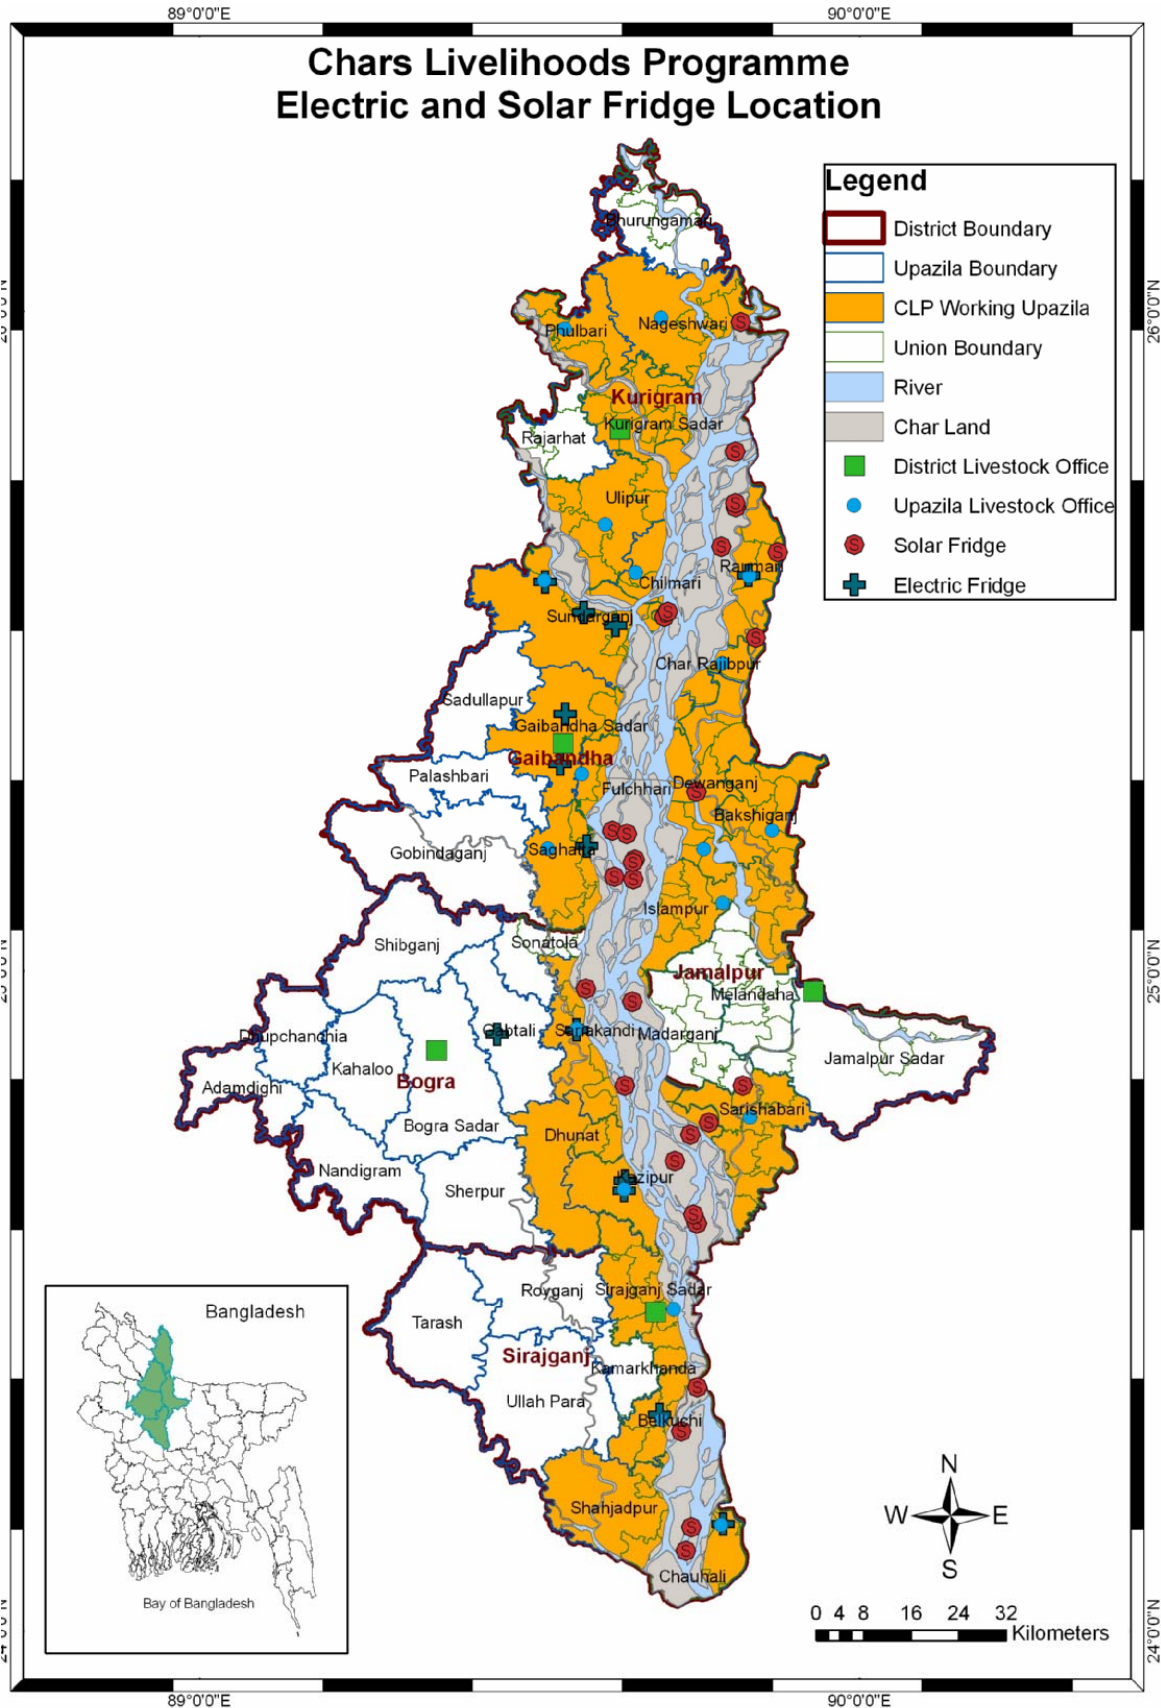 89°0'0"E
90°0'0"E
Chars Livelihoods Programme
Electric and Solar Fridge Location
Legend
District Boundary
Upazila Boundary
CLP Working Upazila
Union Boundary
River
Char Land
District Livestock Office
Upazila Livestock Office
S Solar Fridge
Electric Fridge
26°0'0"N
Bhurungamari
Phulbari
Nageshwari
Kurigram
Kurigram Sadar
Rajarhat
Ulipur
Raumari
Chilmari
Sundarganj
Char Rajibpur
Sadullapur
Gaibandha Sadar
Gaibandha
Palashbari
Fulchhari
Dewanganj
Bakshiganj
Gobindaganj
Saghatta
Islampur
Shibganj
Sonatola
25°0'0"N
Jamalpur
Melandaha
Dhupchanchia
Gabtali
Sariakandi
Madarganj
Jamalpur Sadar
Kahaloo
Bogra
Adamdighi
Sarishabari
Bogra Sadar
Dhunat
Nandigram
Sherpur
Kazipur
Royganj
Sirajganj Sadar
Tarash
Sirajganj
Kamarkhanda
Ullah Para
Belkuchi
Shahjadpur
Chauhali
Bangladesh
Bay of Bangladesh
N
W
E
S
0 4 8 16 24 32
Kilometers
24°0'0"N
89°0'0"E
90°0'0"E